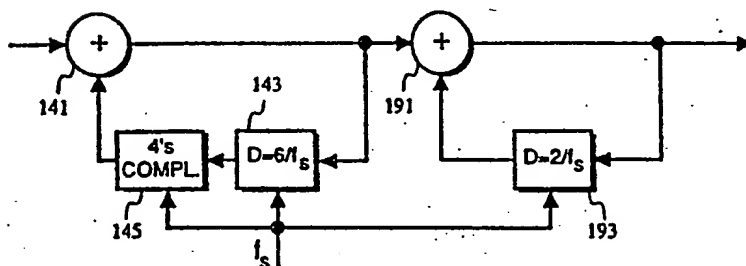 +
+
141
143
191
4's
COMPL.
D=6/fs
D=2/fs
145
fs
193